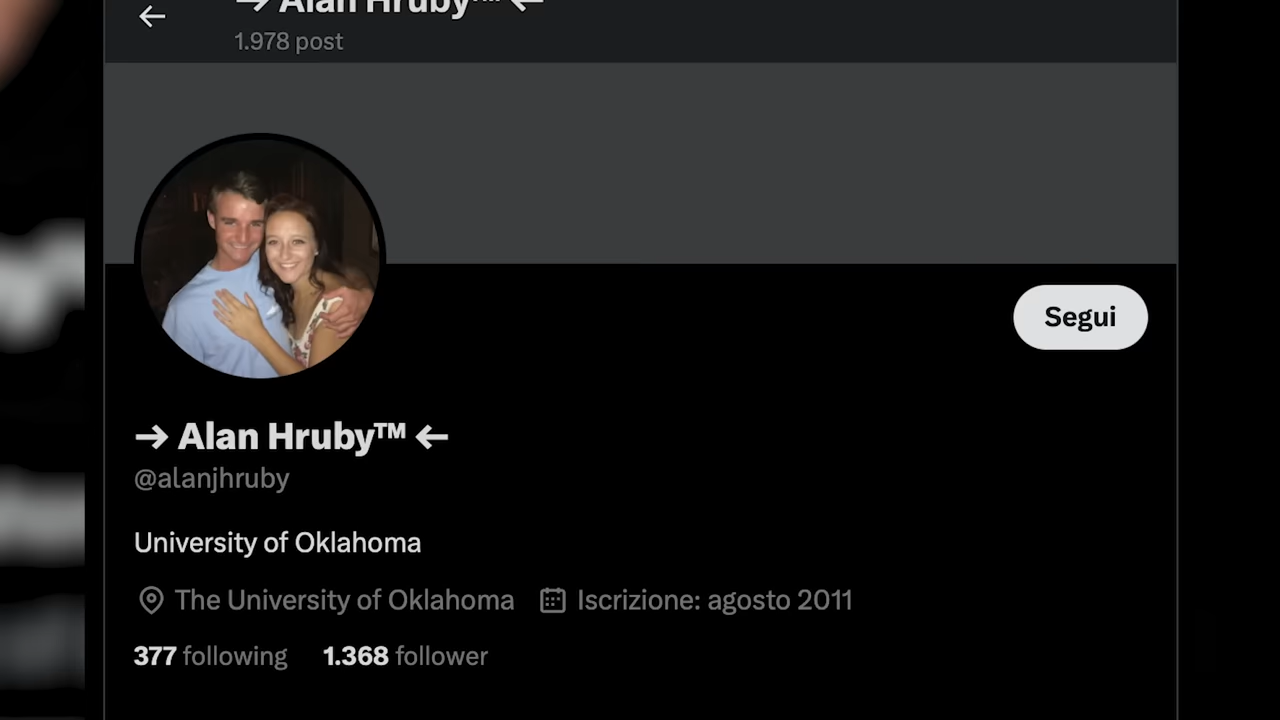 → Alan Hruby™ ←
1.978 post
Segui
→ Alan Hruby™ ←
@alanjhruby
University of Oklahoma
The University of Oklahoma Iscrizione: agosto 2011
377 following 1.368 follower